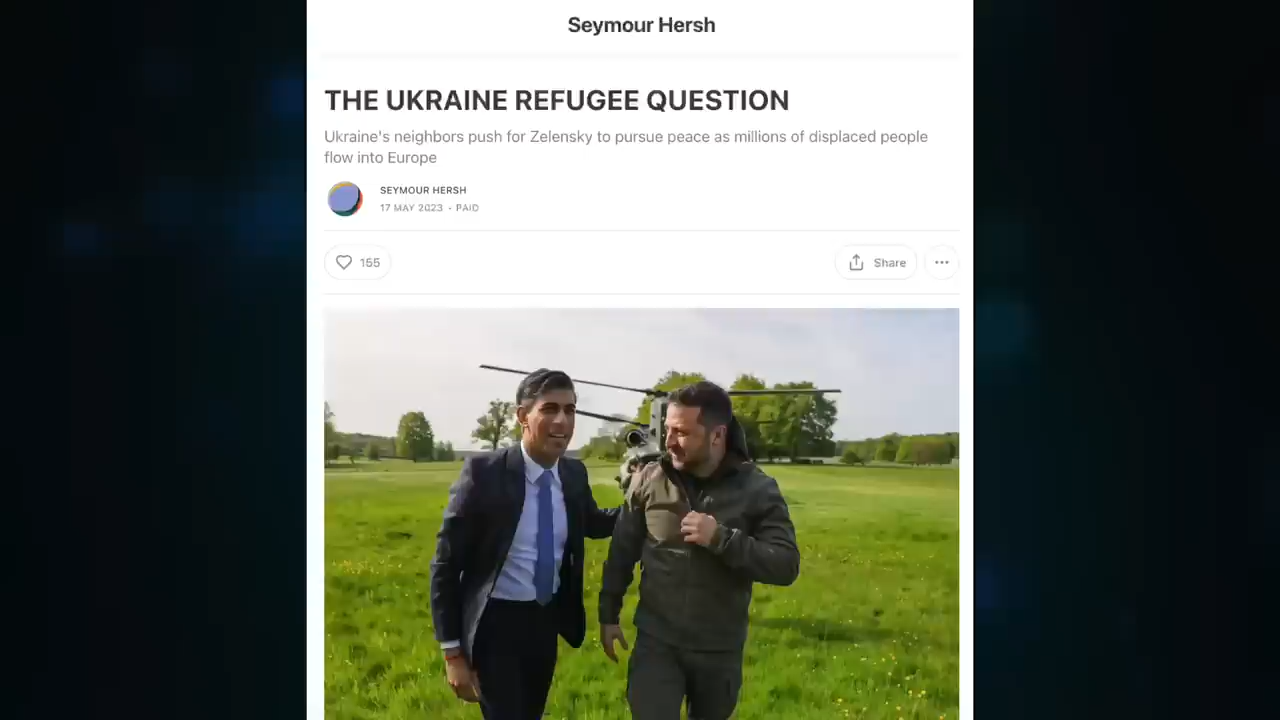 Seymour Hersh
THE UKRAINE REFUGEE QUESTION
Ukraine's neighbors push for Zelensky to pursue peace as millions of displaced people
flow into Europe
SEYMOUR HERSH
17 MAY 2023 · PAID
155
Share